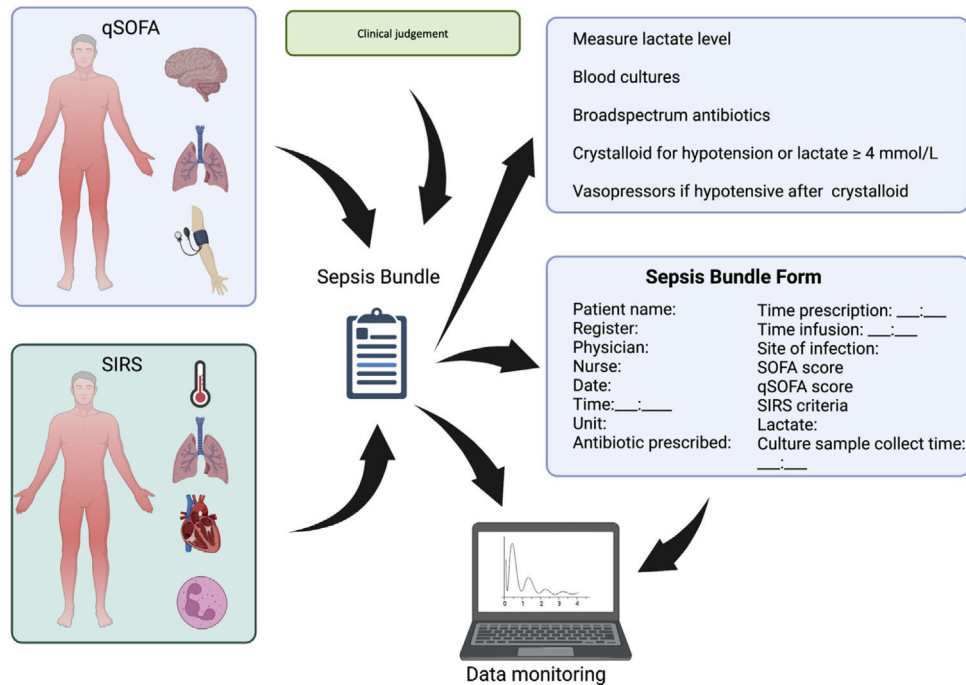 qSOFA
Clinical judgement
Measure lactate level
Blood cultures
Broadspectrum antibiotics
Crystalloid for hypotension or lactate ≥ 4 mmol/L
Vasopressors if hypotensive after crystalloid
Sepsis Bundle
SIRS
Sepsis Bundle Form
Patient name:
Register:
Physician:
Nurse:
Date:
Time:___:____
Unit:
Antibiotic prescribed:
Time prescription: ___:___
Time infusion: ___:___
Site of infection:
SOFA score
qSOFA score
SIRS criteria
Lactate:
Culture sample collect time:
___:___
0 1 2 3 4
Data monitoring